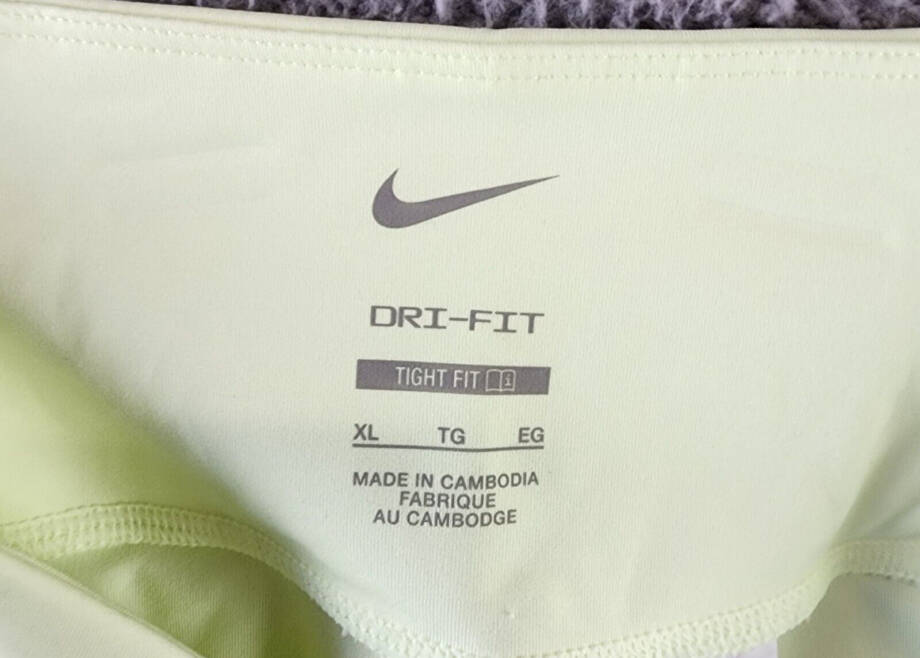 DRI-FIT
TIGHT FIT
XL TG EG
MADE IN CAMBODIA
FABRIQUE
AU CAMBODGE